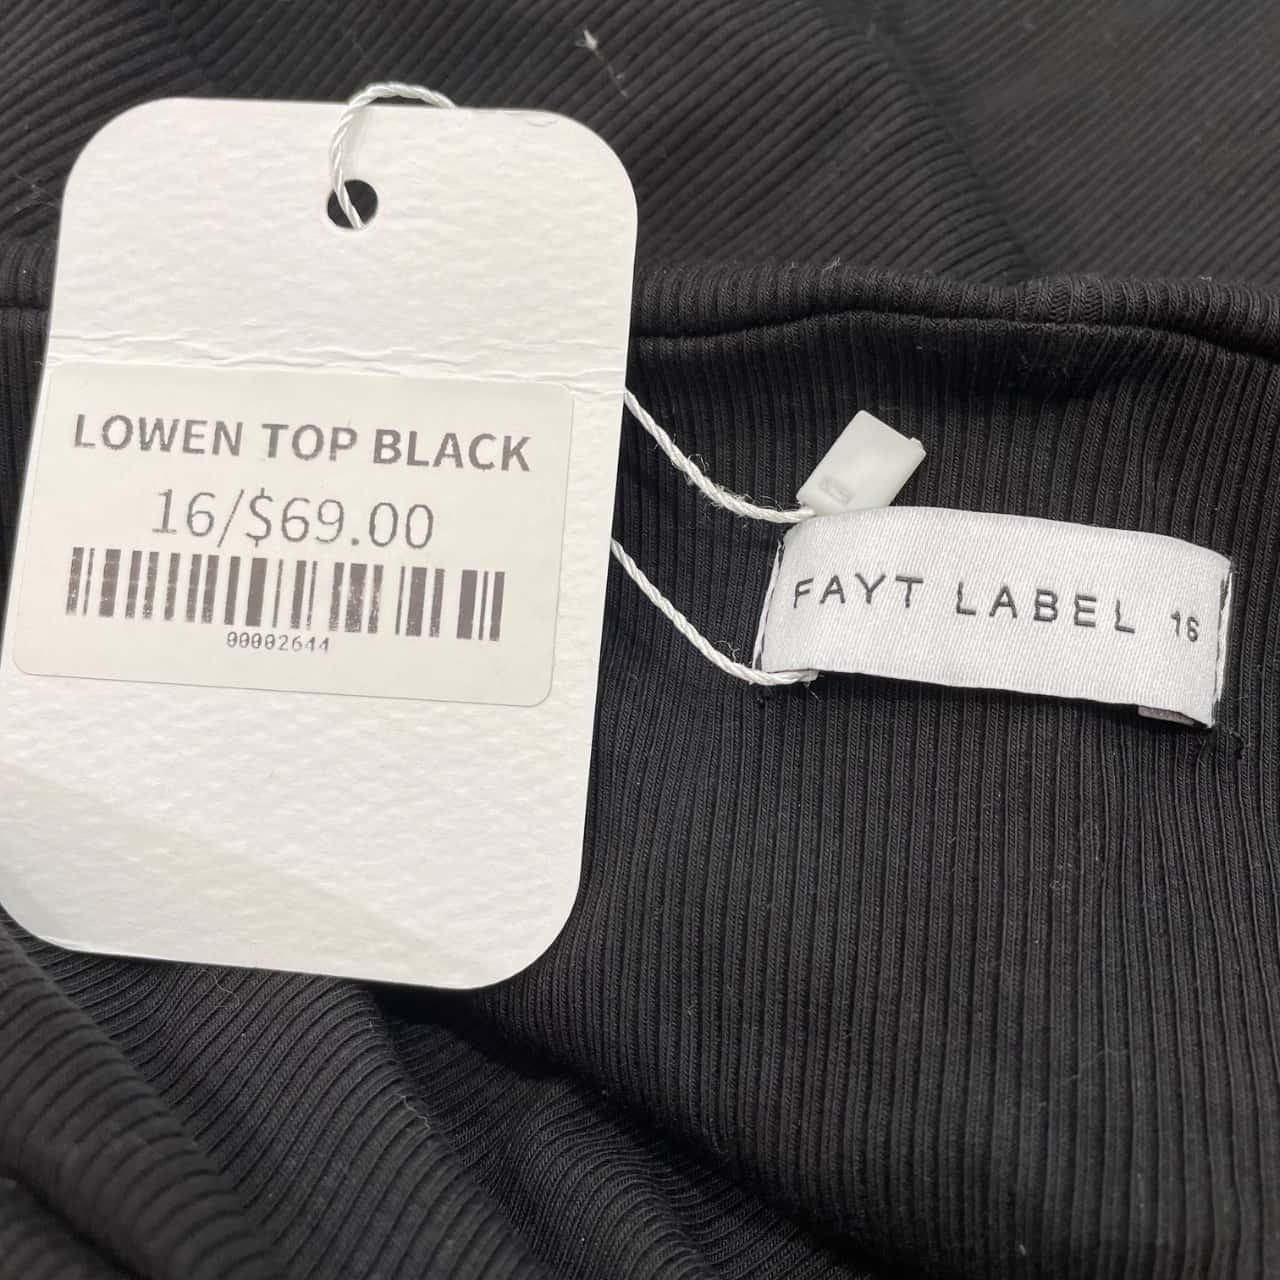 LOWEN TOP BLACK
16/$69.00
00002644
FAYT LABEL 16